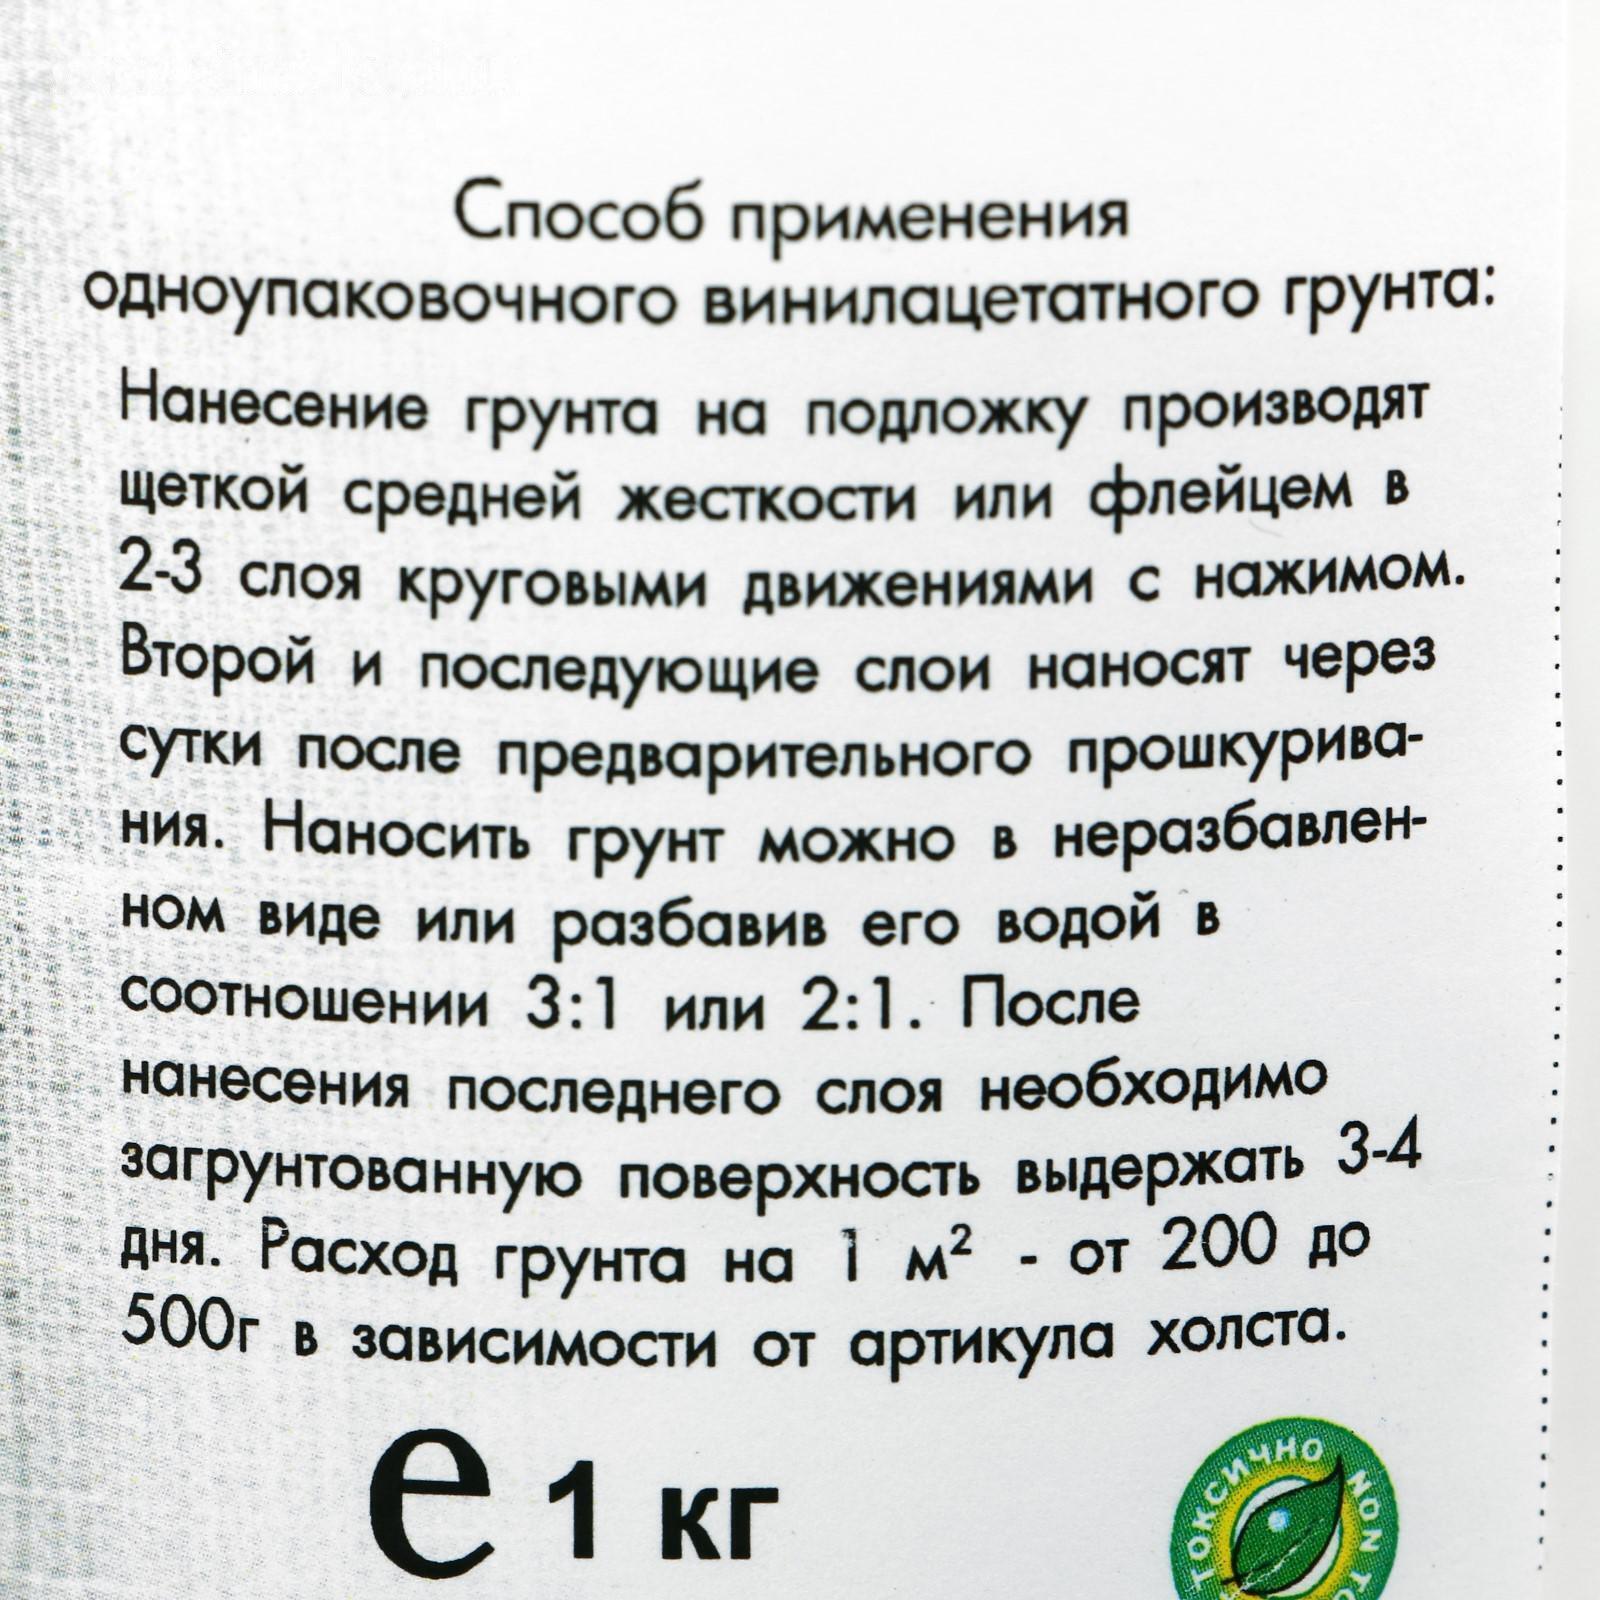 Способ применения
одноупаковочного винилацетатного грунта:
Нанесение грунта на подложку производят
щеткой средней жесткости или флейцем в
2-3 слоя круговыми движениями с нажимом.
Второй и последующие слои наносят через
сутки после предварительного прошкурива-
ния. Наносить грунт можно в неразбавлен-
ном виде или разбавив его водой в
соотношении 3:1 или 2:1. После
нанесения последнего слоя необходимо
загрунтованную поверхность выдержать 3-4
дня. Расход грунта на 1 м² - от 200 до
500г в зависимости от артикула холста.
е 1 кг
ТОКСИЧНО NON